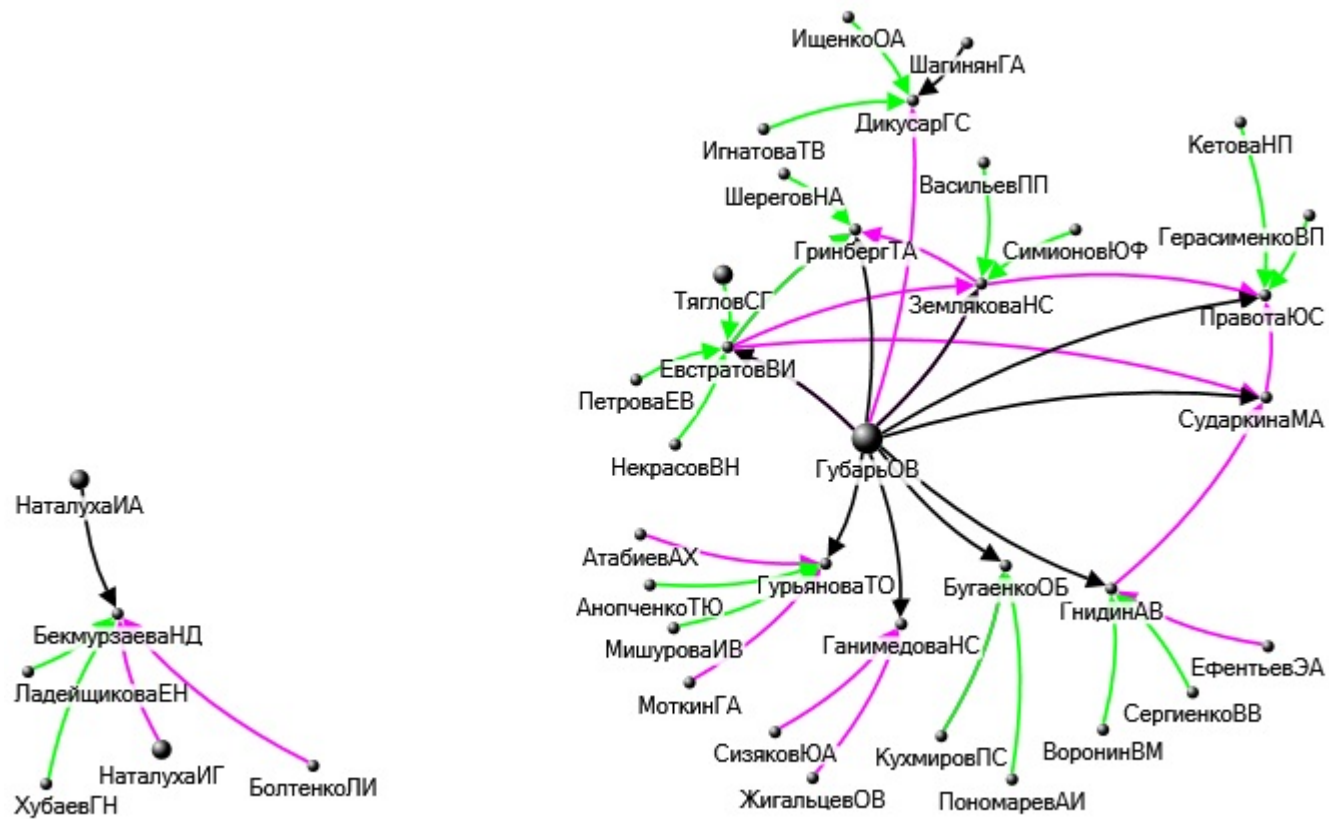 ИщенкоОА
ШагинянГА
ДикусарГС
ИгнатоваТВ
КетоваНП
ШереговНА
ВасильевПП
ГринбергТА
СимионовЮФ
ГерасименкоВП
ТягловСГ
ЗемляковаНС
ПравотаЮС
ЕвстратовВИ
ПетроваЕВ
СударкинаМА
НекрасовВН
ГубарьОВ
НаталухаИА
АтабиевАХ
ГурьяноваТО
БугаенкоОБ
АнопченкоТЮ
ГнидинАВ
БекмурзаеваНД
МишуроваИВ
ГанимедоваНС
ЕфентьевЭА
ЛадейщиковаЕН
МоткинГА
СергиенкоВВ
СизяковЮА
КухмировПС
ВоронинВМ
НаталухаИГ
БолтенкоЛИ
ХубаевГН
ЖигальцевОВ
ПономаревАИ